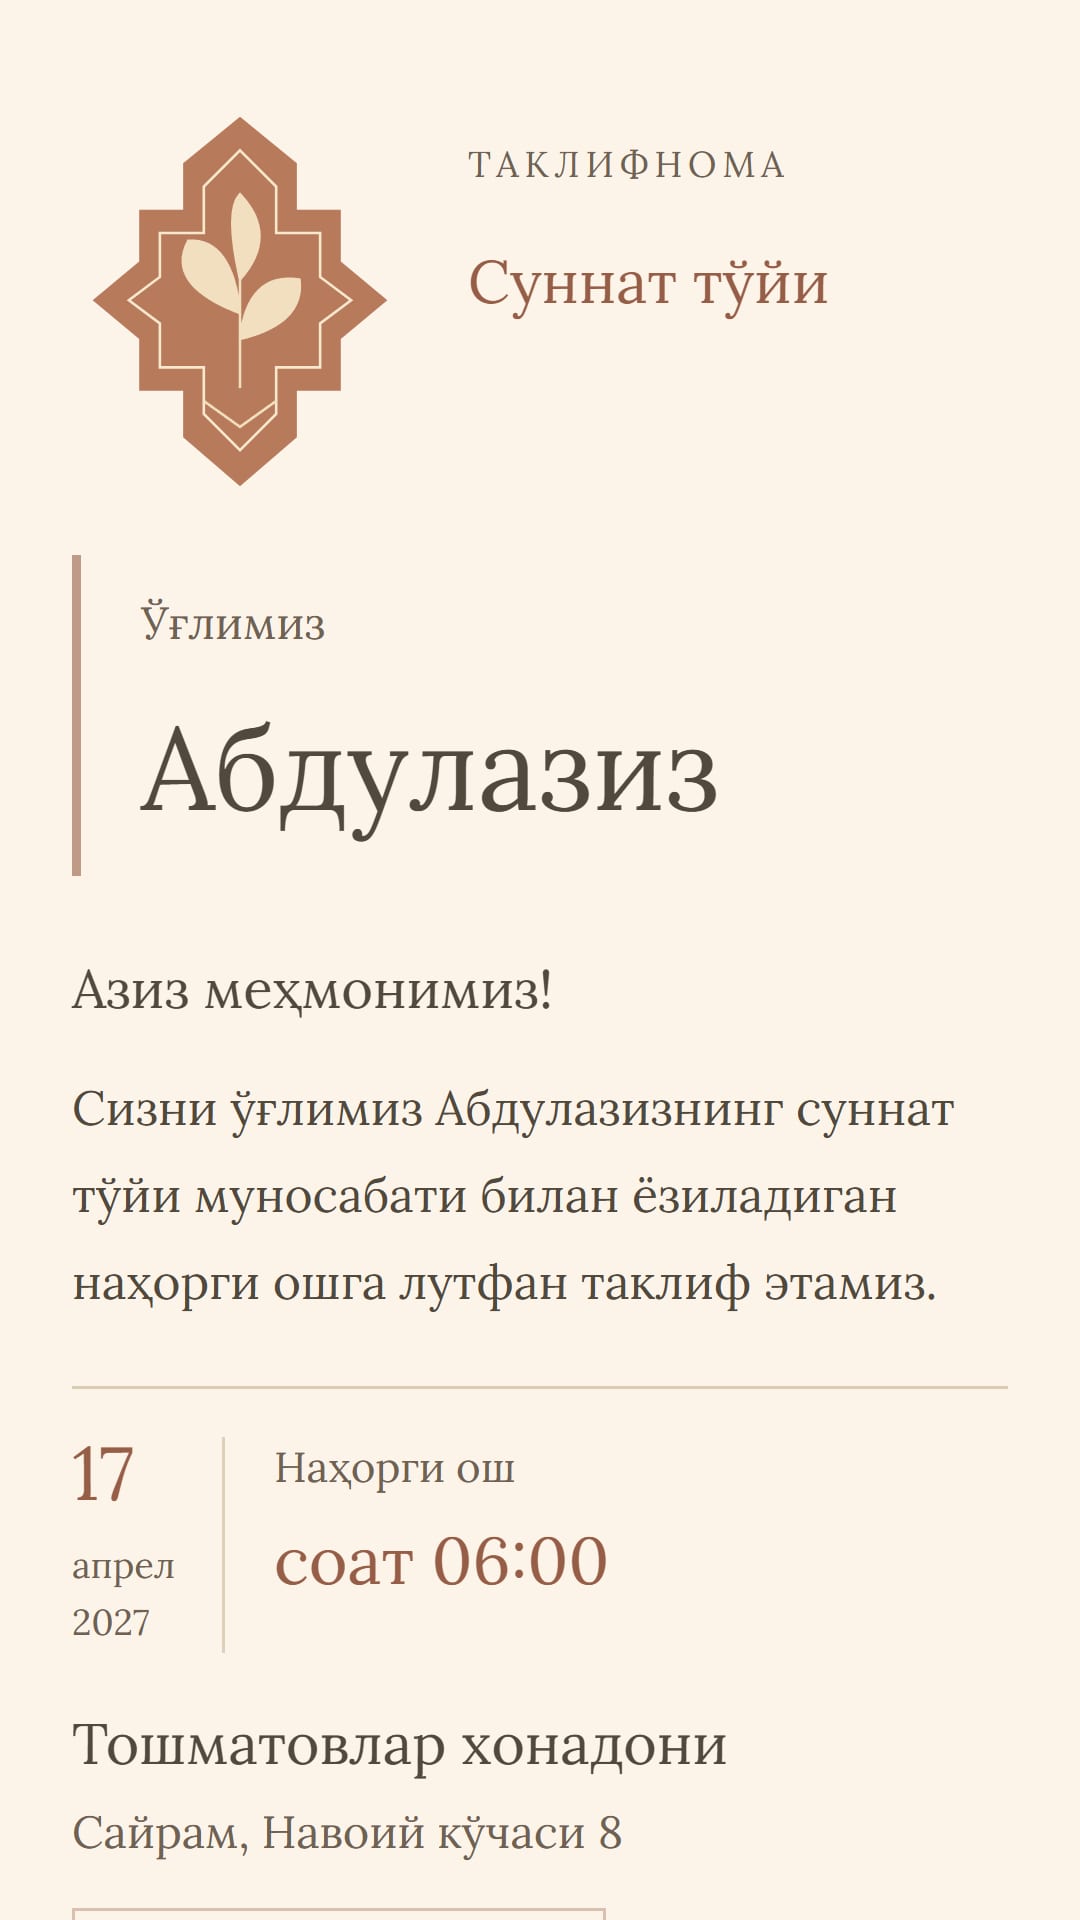 ТАКЛИФНОМА
Суннат тўйи
Ўғлимиз
Абдулазиз
Азиз меҳмонимиз!
Сизни ўғлимиз Абдулазизнинг суннат
тўйи муносабати билан ёзиладиган
наҳорги ошга лутфан таклиф этамиз.
17
апрел
2027
Наҳорги ош
соат 06:00
Тошматовлар хонадони
Сайрам, Навоий кўчаси 8